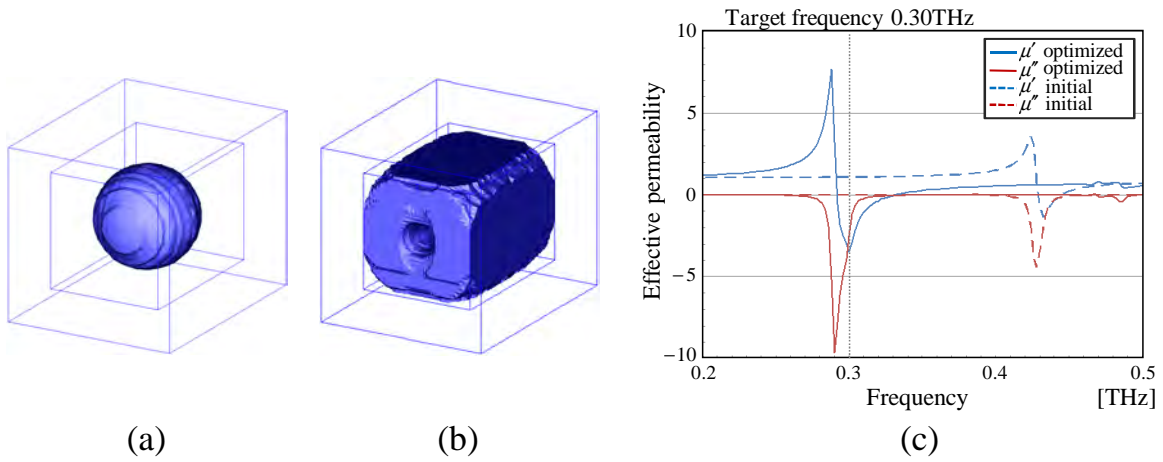 Target frequency 0.30THz
10
5
0
−5
−10
Effective permeability
μ′ optimized
μ″ optimized
μ′ initial
μ″ initial
0.2
0.3
0.4
0.5
Frequency
[THz]
(a)
(b)
(c)